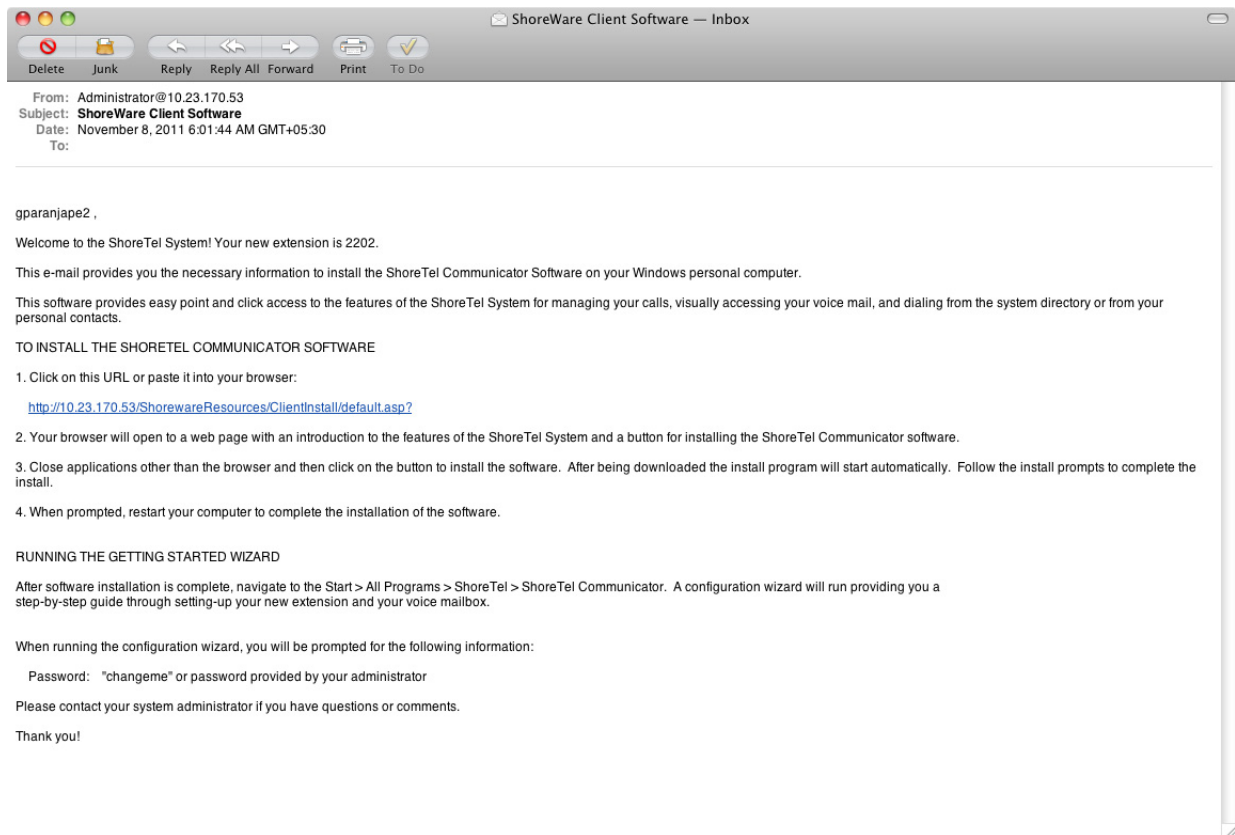 ShoreWare Client Software — Inbox
Delete Junk Reply Reply All Forward Print To Do
From: Administrator@10.23.170.53
Subject: ShoreWare Client Software
Date: November 8, 2011 6:01:44 AM GMT+05:30
To:
gparanjape2 ,
Welcome to the ShoreTel System! Your new extension is 2202.
This e-mail provides you the necessary information to install the ShoreTel Communicator Software on your Windows personal computer.
This software provides easy point and click access to the features of the ShoreTel System for managing your calls, visually accessing your voice mail, and dialing from the system directory or from your
personal contacts.
TO INSTALL THE SHORETEL COMMUNICATOR SOFTWARE
1. Click on this URL or paste it into your browser:
http://10.23.170.53/ShorewareResources/ClientInstall/default.asp?
2. Your browser will open to a web page with an introduction to the features of the ShoreTel System and a button for installing the ShoreTel Communicator software.
3. Close applications other than the browser and then click on the button to install the software.  After being downloaded the install program will start automatically.  Follow the install prompts to complete the
install.
4. When prompted, restart your computer to complete the installation of the software.
RUNNING THE GETTING STARTED WIZARD
After software installation is complete, navigate to the Start > All Programs > ShoreTel > ShoreTel Communicator.  A configuration wizard will run providing you a
step-by-step guide through setting-up your new extension and your voice mailbox.
When running the configuration wizard, you will be prompted for the following information:
Password:   "changeme" or password provided by your administrator
Please contact your system administrator if you have questions or comments.
Thank you!